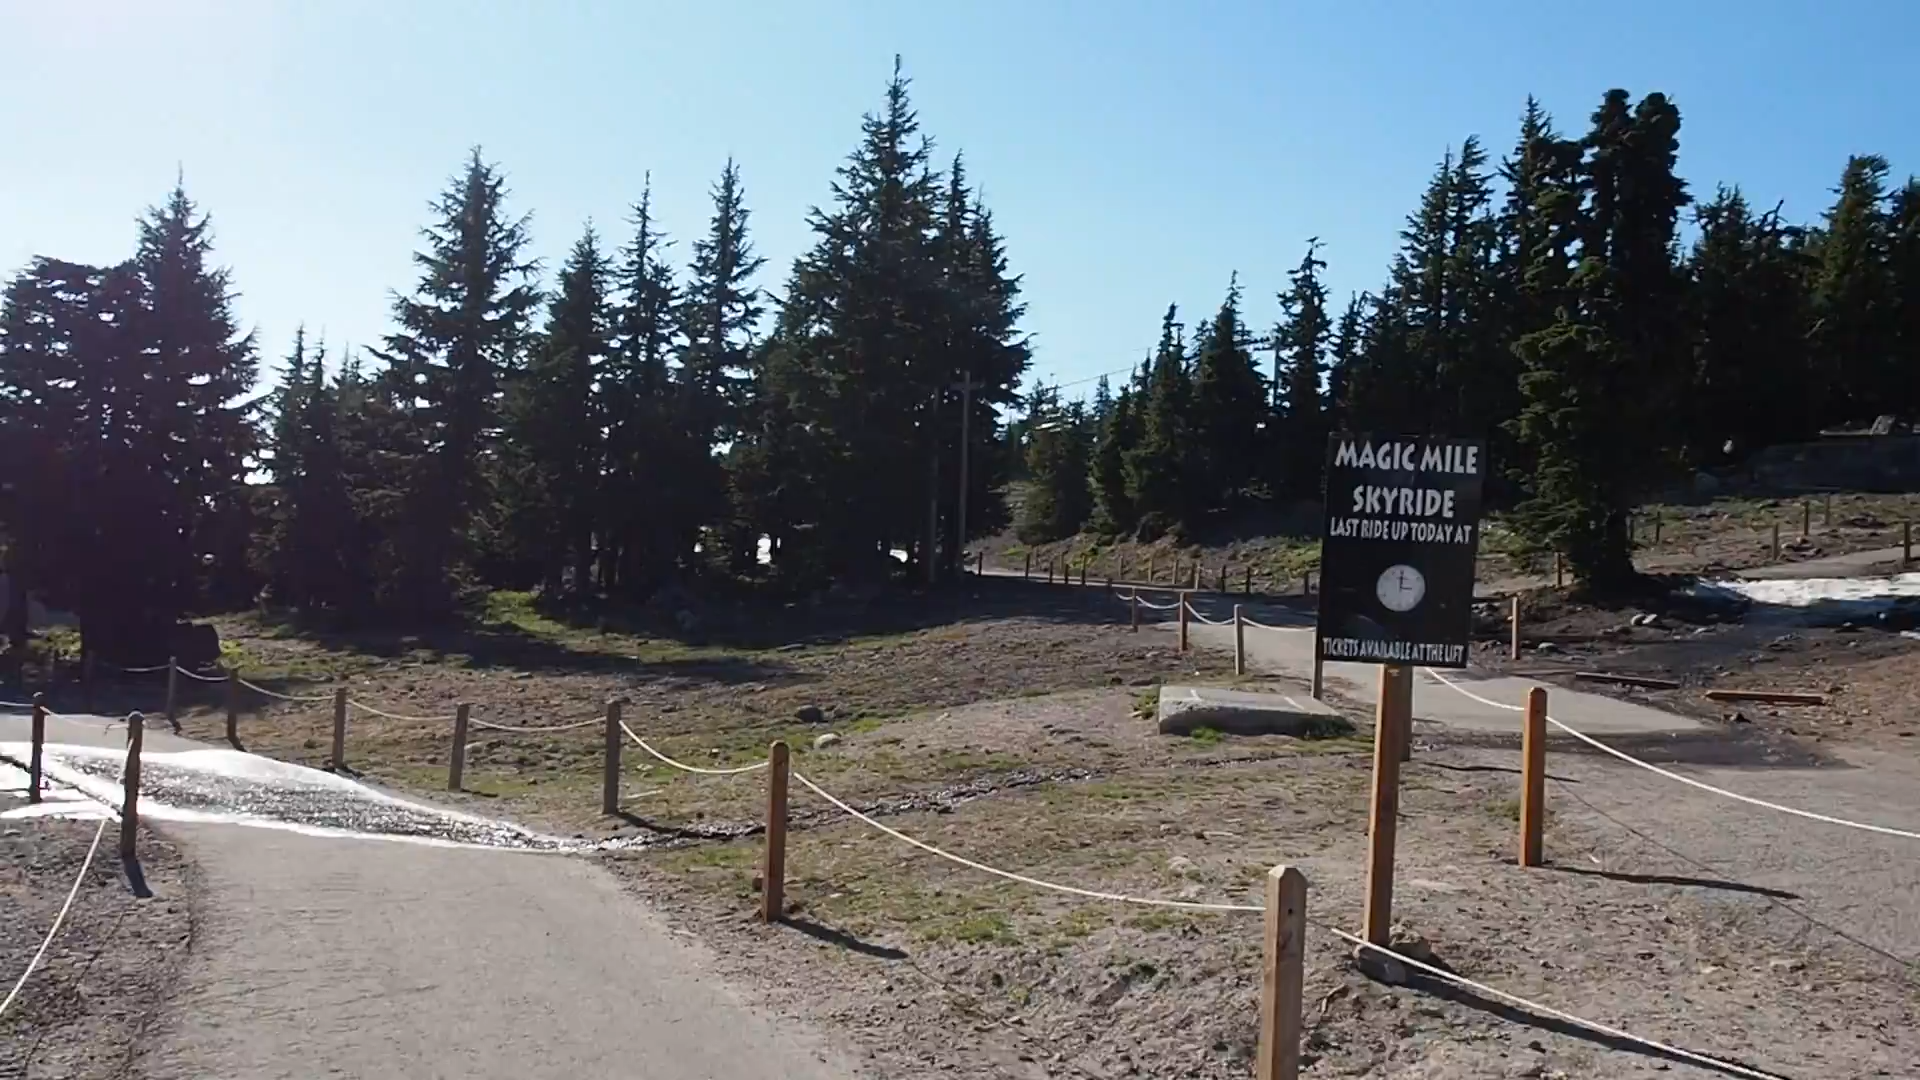 MAGIC MILE
SKYRIDE
LAST RIDE UP TODAY AT
TICKETS AVAILABLE AT THE LIFT